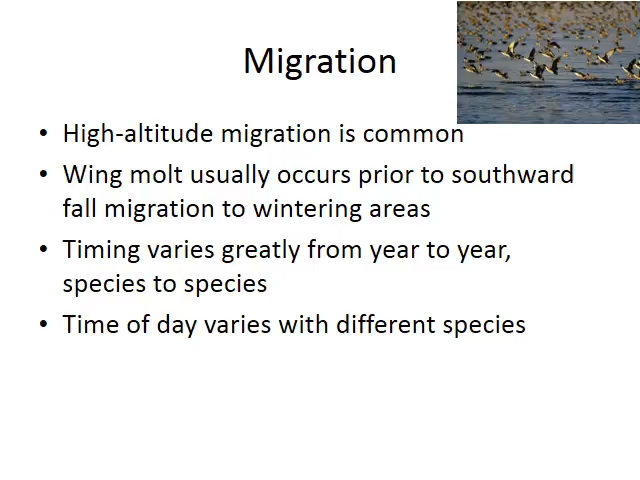 Migration
• High-altitude migration is common
• Wing molt usually occurs prior to southward
fall migration to wintering areas
• Timing varies greatly from year to year,
species to species
• Time of day varies with different species